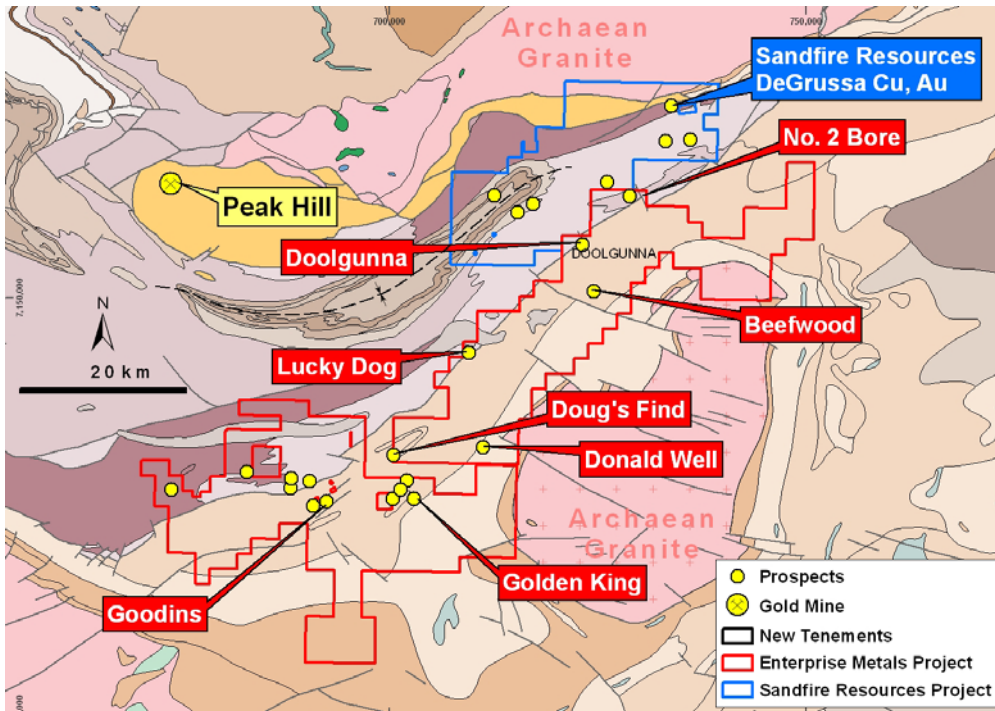 700,000
750,000
Archaean
Granite
Sandfire Resources
DeGrussa Cu, Au
No. 2 Bore
Peak Hill
Doolgunna
DOOLGUNNA
7,150,000
N
Beefwood
20 km
Lucky Dog
Doug's Find
Donald Well
Archaean
Granite
Golden King
Goodins
Prospects
Gold Mine
New Tenements
Enterprise Metals Project
Sandfire Resources Project